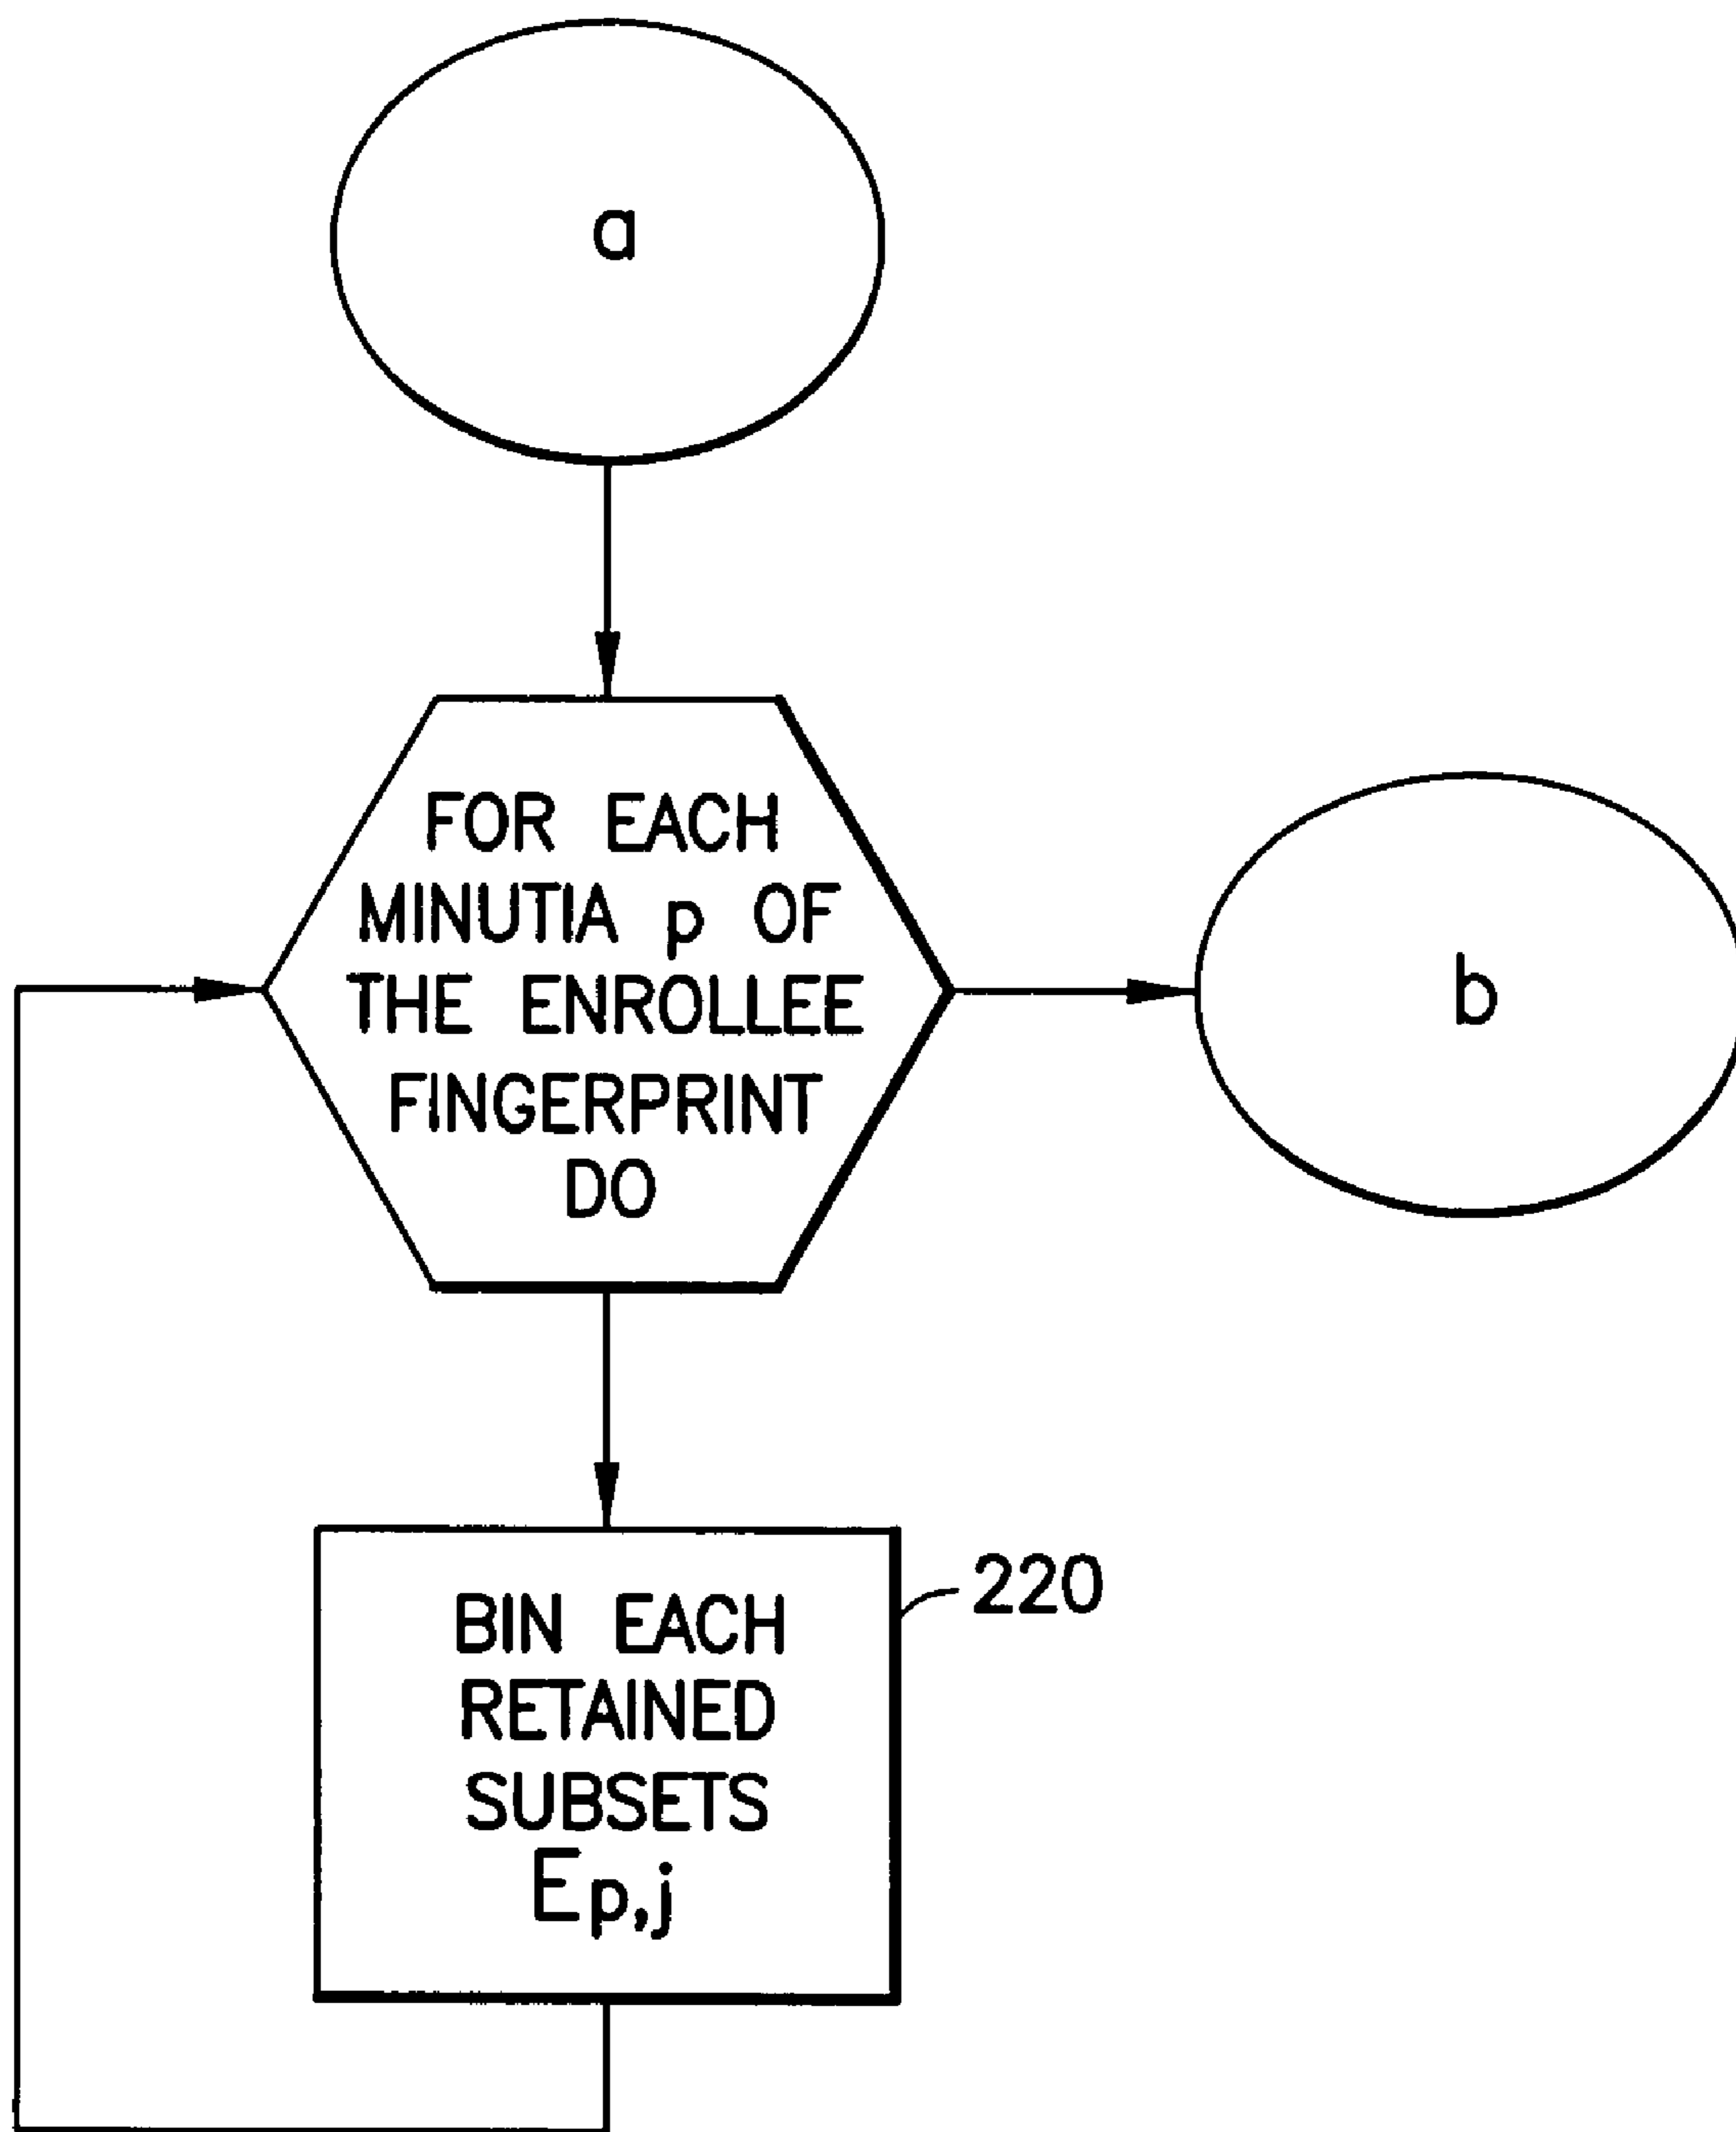 a
FOR EACH
MINUTIA p OF
THE ENROLLEE
FINGERPRINT
DO
b
BIN EACH
RETAINED
SUBSETS
Ep,j
220